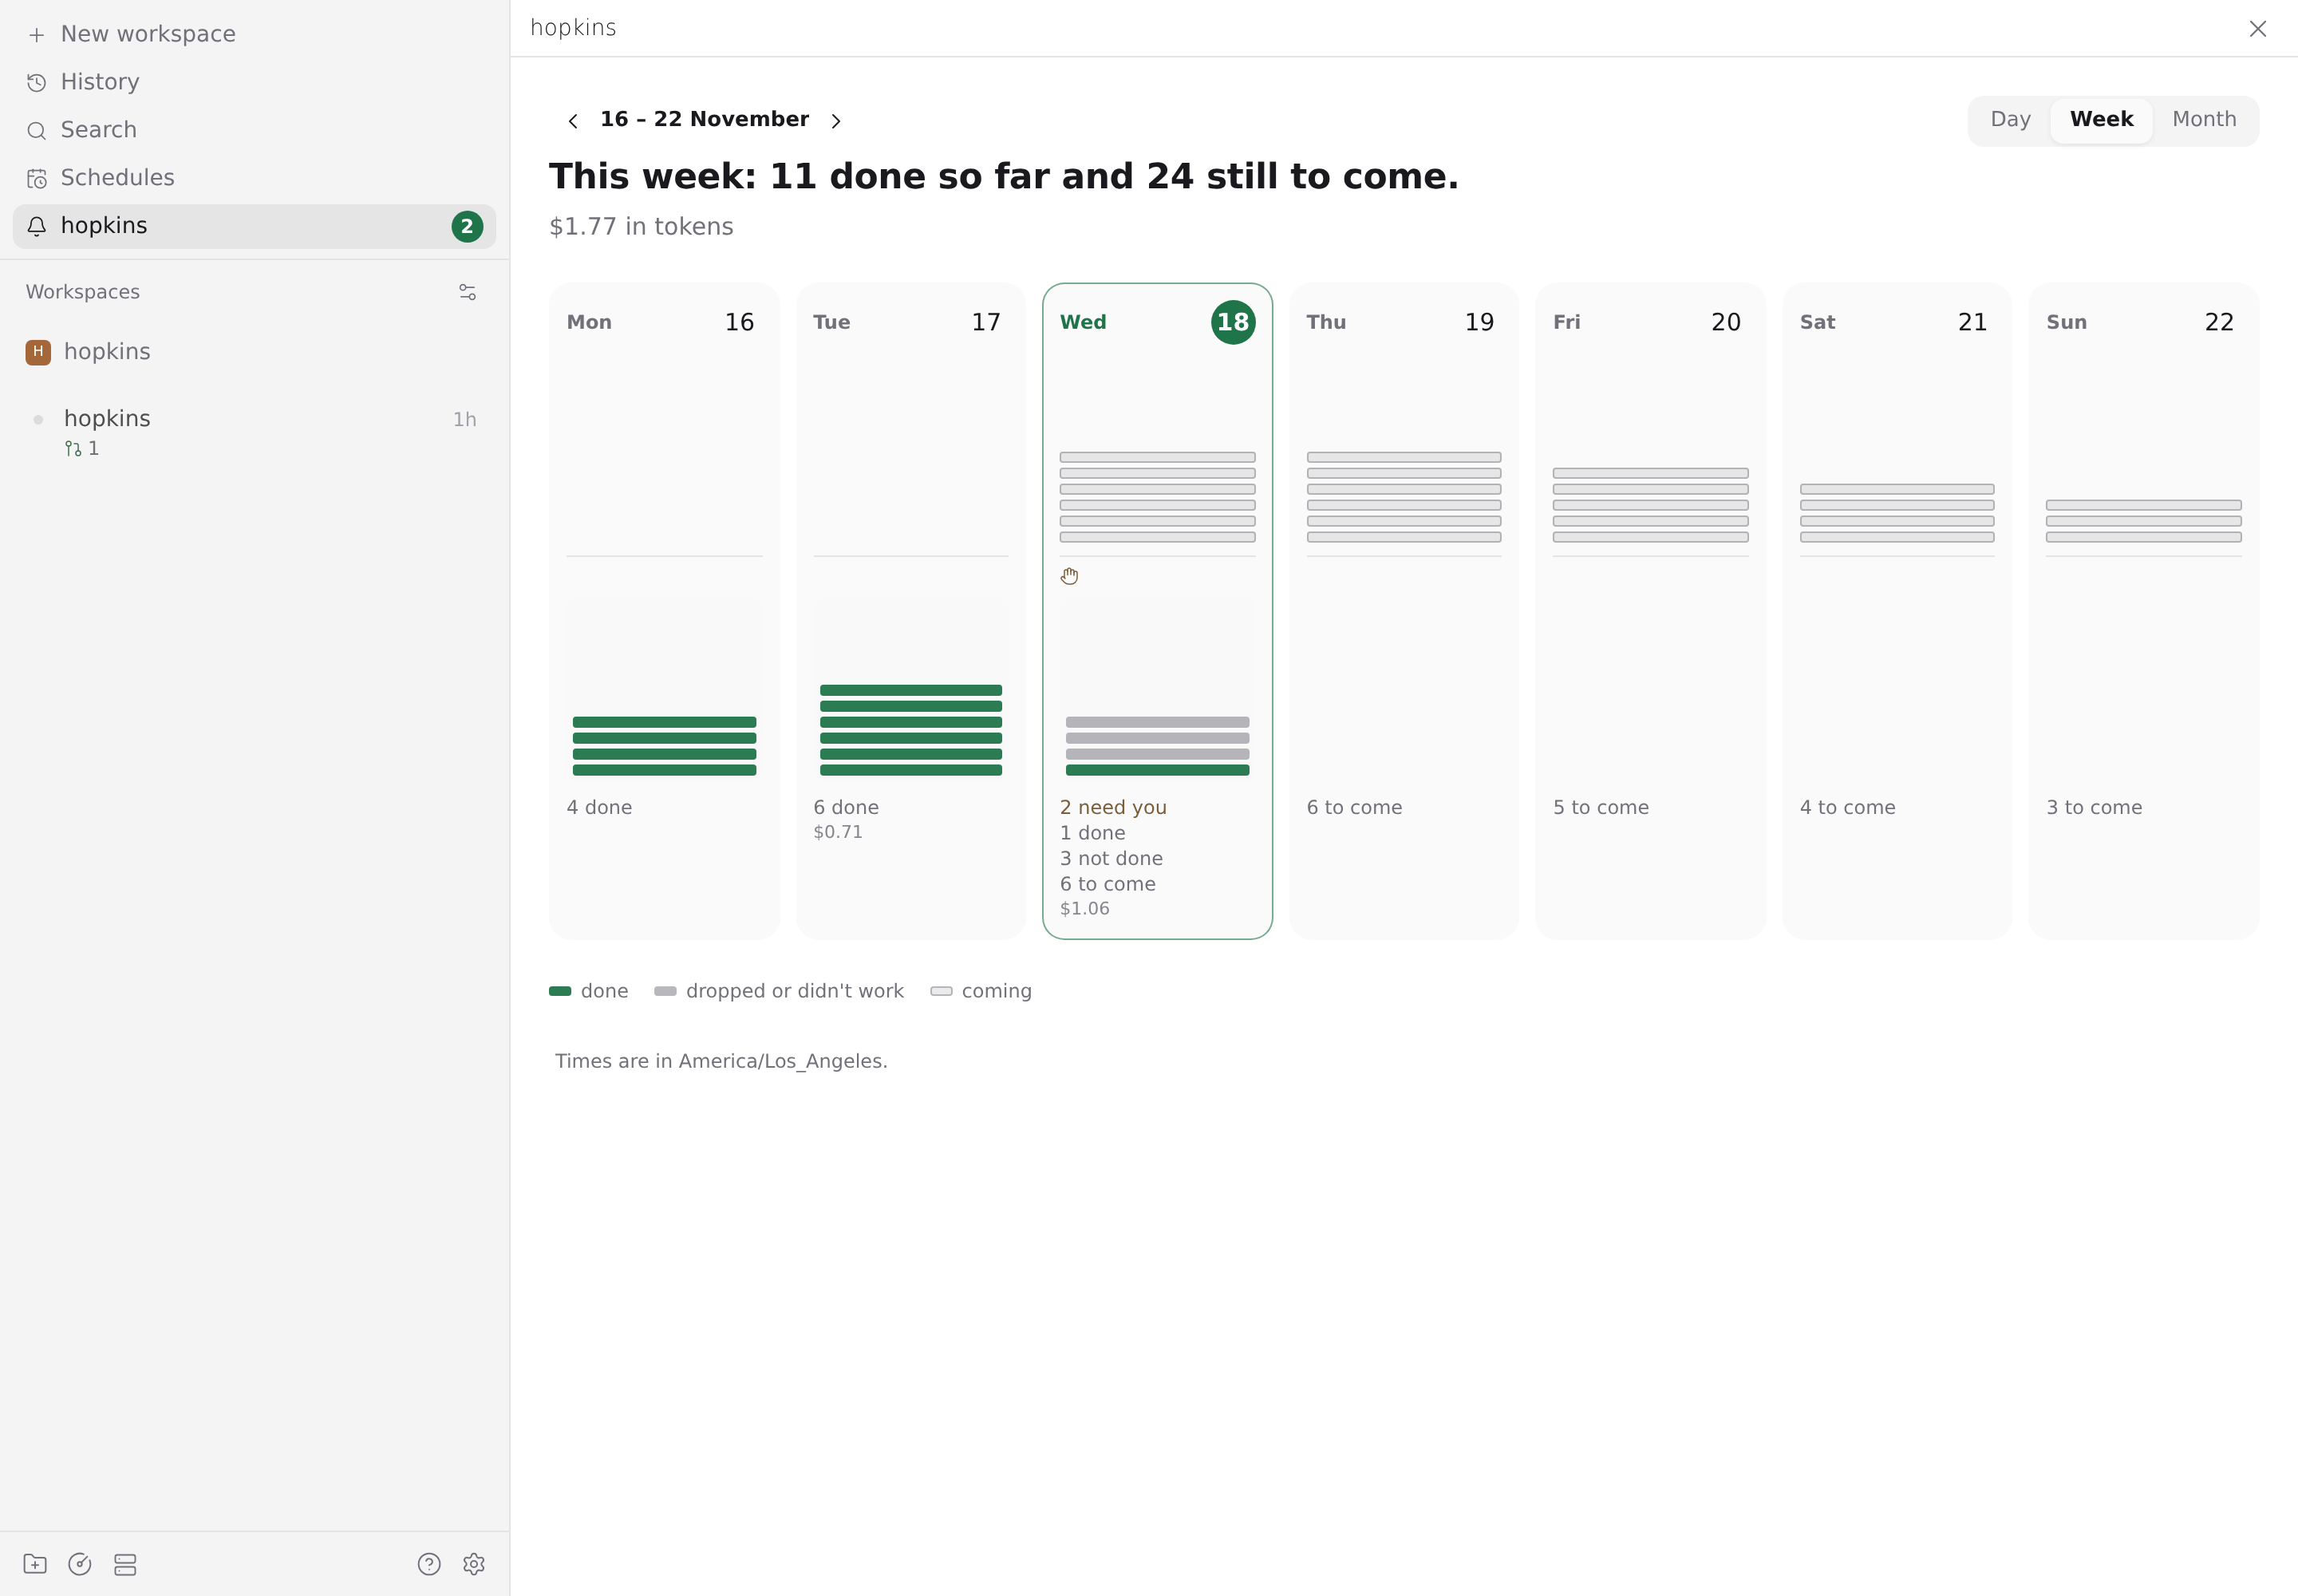 New workspace
History
Search
Schedules
hopkins 2
Workspaces
H hopkins
hopkins 1h
1
hopkins
16 – 22 November
Day Week Month
This week: 11 done so far and 24 still to come.
$1.77 in tokens
Mon 16
4 done
Tue 17
6 done
$0.71
Wed 18
2 need you
1 done
3 not done
6 to come
$1.06
Thu 19
6 to come
Fri 20
5 to come
Sat 21
4 to come
Sun 22
3 to come
done dropped or didn't work coming
Times are in America/Los_Angeles.